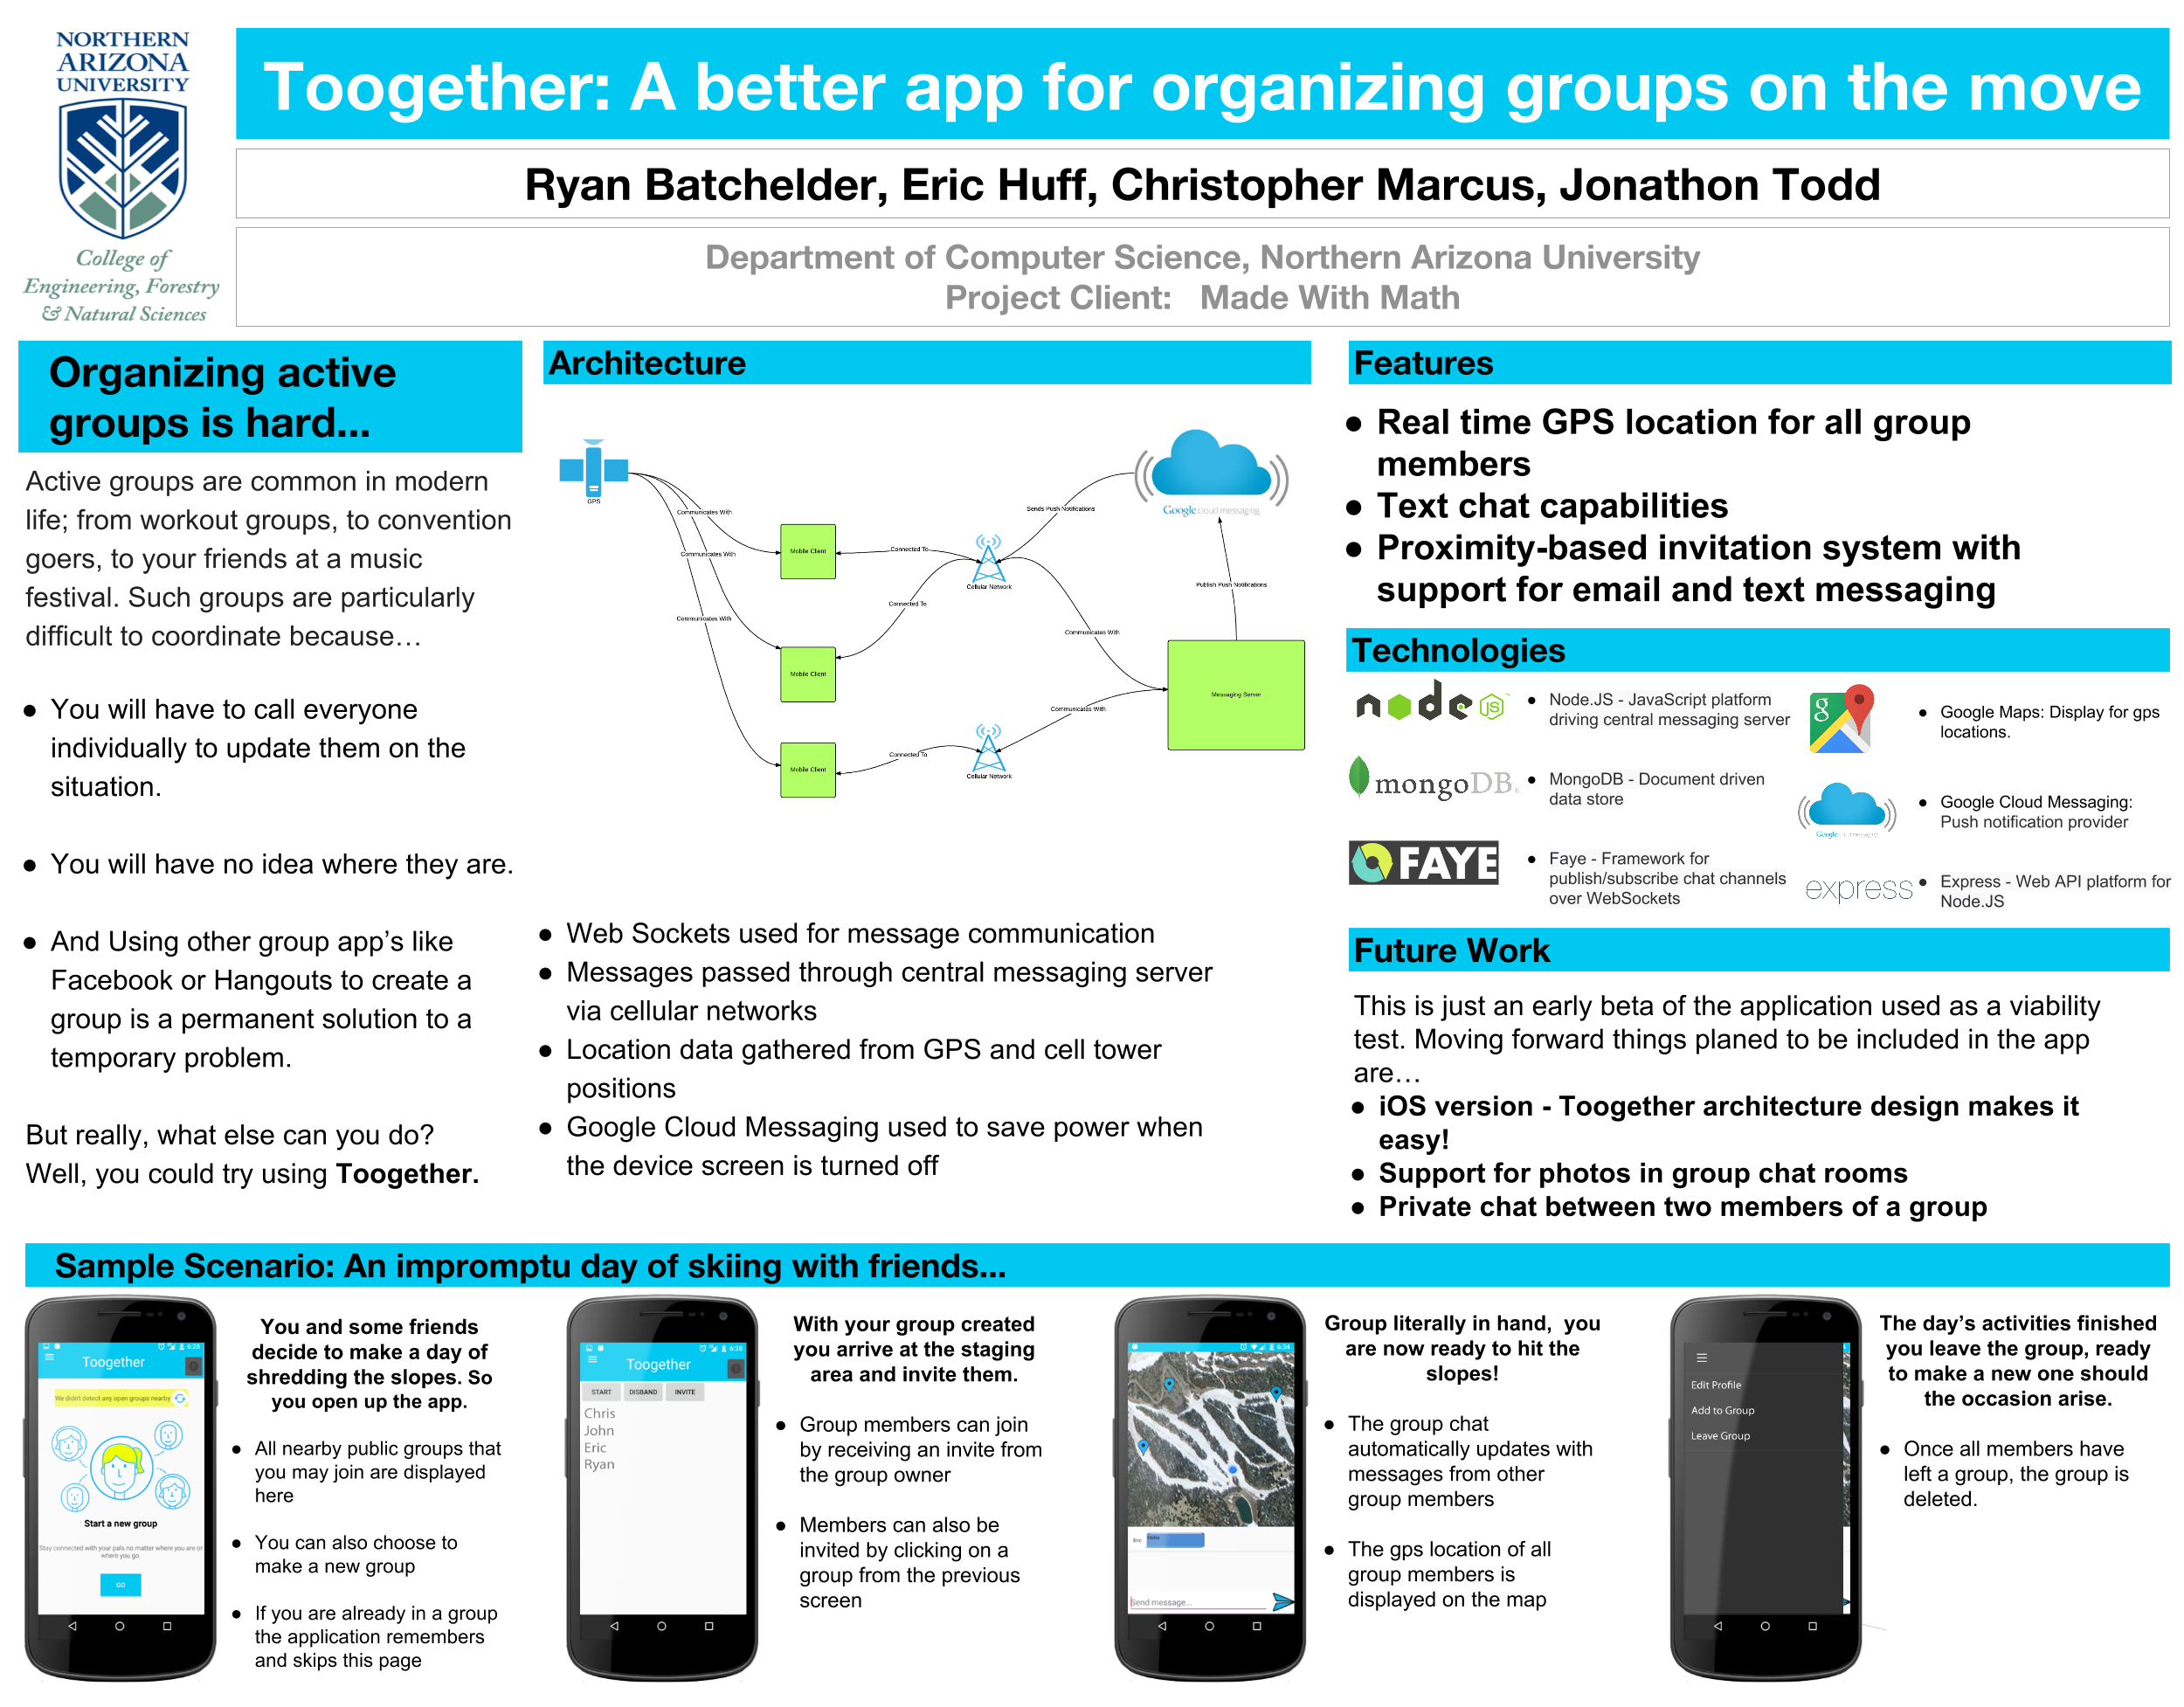 NORTHERN
ARIZONA
UNIVERSITY
College of
Engineering, Forestry
& Natural Sciences
Toogether: A better app for organizing groups on the move
Ryan Batchelder, Eric Huff, Christopher Marcus, Jonathon Todd
Department of Computer Science, Northern Arizona University
Project Client: Made With Math
Organizing active
groups is hard...
Active groups are common in modern
life; from workout groups, to convention
goers, to your friends at a music
festival. Such groups are particularly
difficult to coordinate because…
● You will have to call everyone
individually to update them on the
situation.
● You will have no idea where they are.
● And Using other group app’s like
Facebook or Hangouts to create a
group is a permanent solution to a
temporary problem.
But really, what else can you do?
Well, you could try using Toogether.
Architecture
GPS
Communicates With
Communicates With
Communicates With
Mobile Client
Mobile Client
Mobile Client
Connected To
Connected To
Connected To
Cellular Network
Cellular Network
Sends Push Notifications
Google cloud messaging
Publish Push Notifications
Communicates With
Communicates With
Messaging Server
● Web Sockets used for message communication
● Messages passed through central messaging server
via cellular networks
● Location data gathered from GPS and cell tower
positions
● Google Cloud Messaging used to save power when
the device screen is turned off
Features
● Real time GPS location for all group
members
● Text chat capabilities
● Proximity-based invitation system with
support for email and text messaging
Technologies
node JS
● Node.JS - JavaScript platform
driving central messaging server
mongoDB
● MongoDB - Document driven
data store
FAYE
● Faye - Framework for
publish/subscribe chat channels
over WebSockets
g
● Google Maps: Display for gps
locations.
Google cloud messaging
● Google Cloud Messaging:
Push notification provider
express
● Express - Web API platform for
Node.JS
Future Work
This is just an early beta of the application used as a viability
test. Moving forward things planed to be included in the app
are…
● iOS version - Toogether architecture design makes it
easy!
● Support for photos in group chat rooms
● Private chat between two members of a group
Sample Scenario: An impromptu day of skiing with friends...
6:28
Toogether
We didn't detect any open groups nearby
Start a new group
Stay connected with your pals no matter where you are or
where you go.
GO
You and some friends
decide to make a day of
shredding the slopes. So
you open up the app.
● All nearby public groups that
you may join are displayed
here
● You can also choose to
make a new group
● If you are already in a group
the application remembers
and skips this page
6:28
Toogether
START DISBAND INVITE
Chris
John
Eric
Ryan
With your group created
you arrive at the staging
area and invite them.
● Group members can join
by receiving an invite from
the group owner
● Members can also be
invited by clicking on a
group from the previous
screen
6:34
Eric
Send message...
Group literally in hand, you
are now ready to hit the
slopes!
● The group chat
automatically updates with
messages from other
group members
● The gps location of all
group members is
displayed on the map
Edit Profile
Add to Group
Leave Group
The day’s activities finished
you leave the group, ready
to make a new one should
the occasion arise.
● Once all members have
left a group, the group is
deleted.